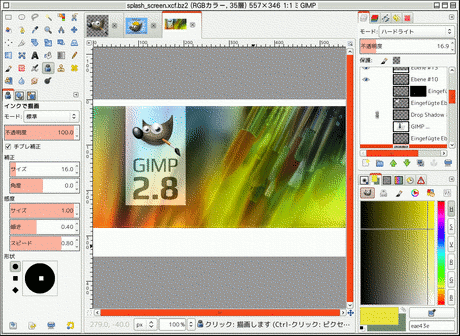 splash_screen.xcf.bz2 (RGBカラー, 35層) 557×346 1:1 ミ GIMP
インクで描画
モード: 標準
不透明度 100.0
手ブレ補正
補正
サイズ 16.0
角度 0.0
感度
サイズ 1.00
傾き 0.40
スピード 0.80
形状
GIMP
2.8
278.0, -40.0 px 100% クリック: 描画します (Ctrl-クリック: ピクセ…
モード: ハードライト
不透明度 16.9
保護:
Ebene #13
Ebene #10
Eingefü
Eingefügte Eb
Drop Shadow
GIMP ...
Eingefügte Eb
eae43e